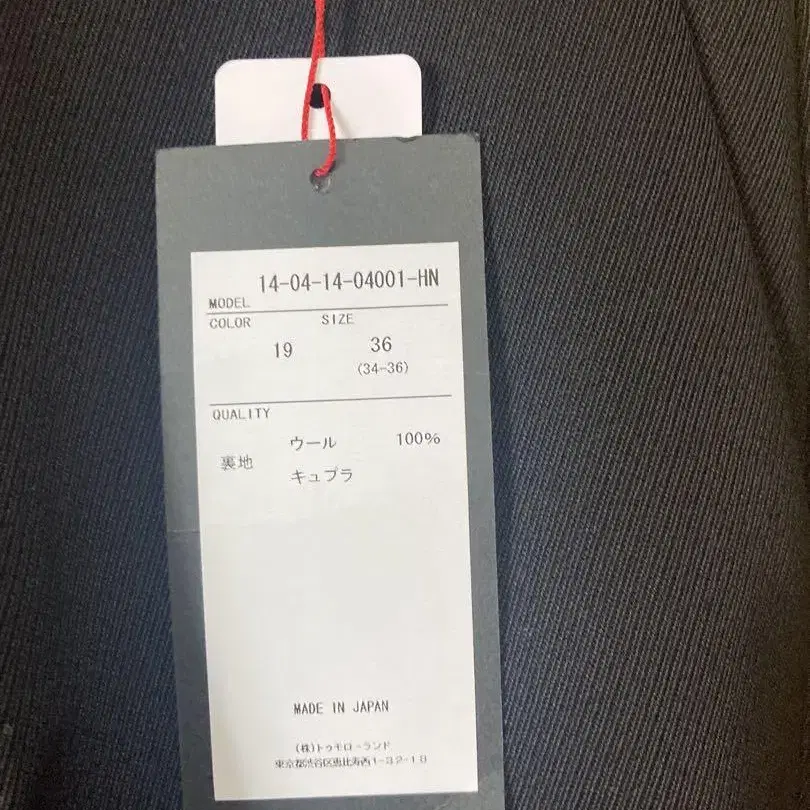 MODEL 14-04-14-04001-HN
COLOR SIZE
19 36
(34-36)
QUALITY
ウール 100%
裏地
キュプラ
MADE IN JAPAN
(株)トゥモローランド
東京都渋谷区恵比寿西1-32-18